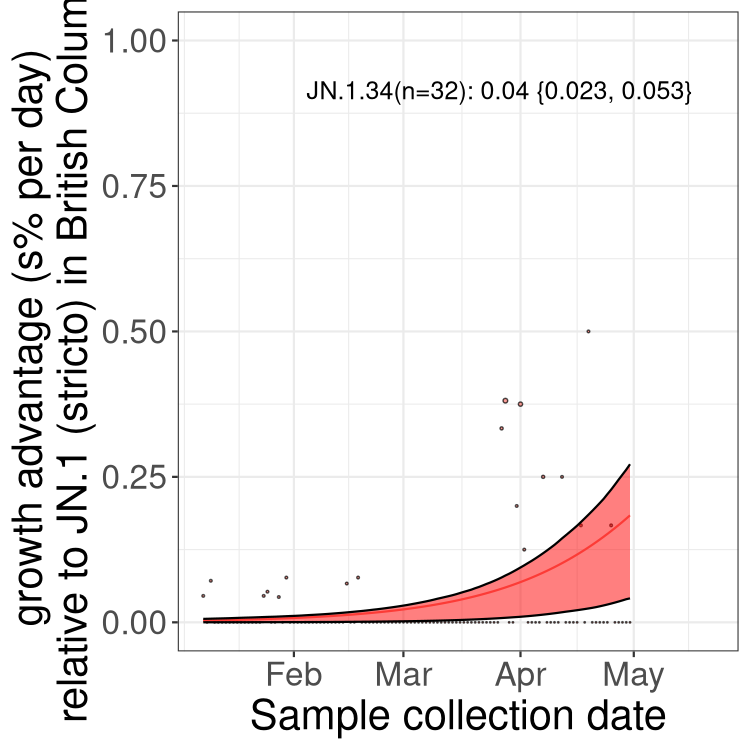 growth advantage (s% per day)
relative to JN.1 (stricto) in British Colum
1.00
0.75
0.50
0.25
0.00
JN.1.34(n=32): 0.04 {0.023, 0.053}
Feb Mar Apr May
Sample collection date